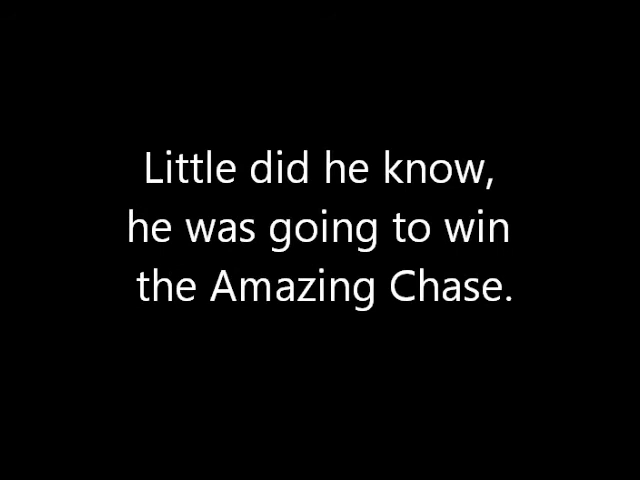 Little did he know,
he was going to win
the Amazing Chase.